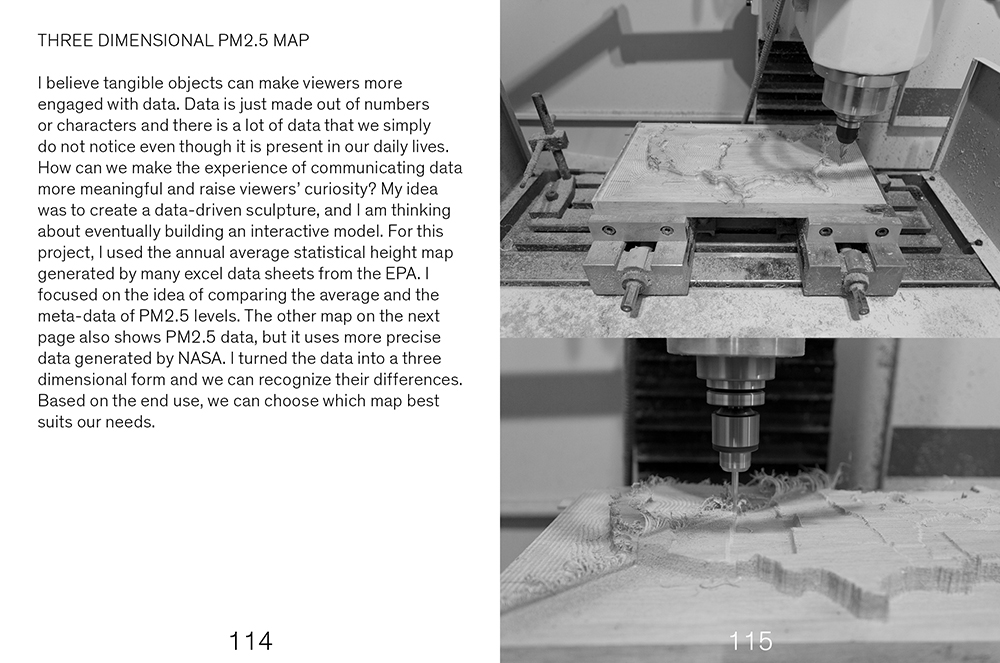 THREE DIMENSIONAL PM2.5 MAP
I believe tangible objects can make viewers more
engaged with data. Data is just made out of numbers
or characters and there is a lot of data that we simply
do not notice even though it is present in our daily lives.
How can we make the experience of communicating data
more meaningful and raise viewers’ curiosity? My idea
was to create a data-driven sculpture, and I am thinking
about eventually building an interactive model. For this
project, I used the annual average statistical height map
generated by many excel data sheets from the EPA. I
focused on the idea of comparing the average and the
meta-data of PM2.5 levels. The other map on the next
page also shows PM2.5 data, but it uses more precise
data generated by NASA. I turned the data into a three
dimensional form and we can recognize their differences.
Based on the end use, we can choose which map best
suits our needs.
114
115